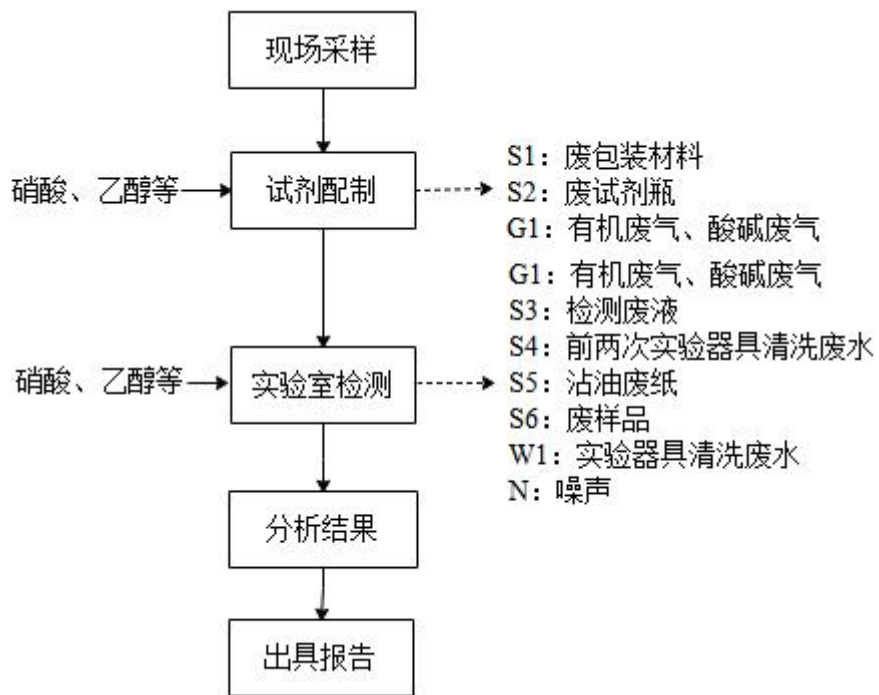 现场采样
硝酸、乙醇等
试剂配制
S1：废包装材料
S2：废试剂瓶
G1：有机废气、酸碱废气
G1：有机废气、酸碱废气
S3：检测废液
S4：前两次实验器具清洗废水
硝酸、乙醇等
实验室检测
S5：沾油废纸
S6：废样品
W1：实验器具清洗废水
N：噪声
分析结果
出具报告